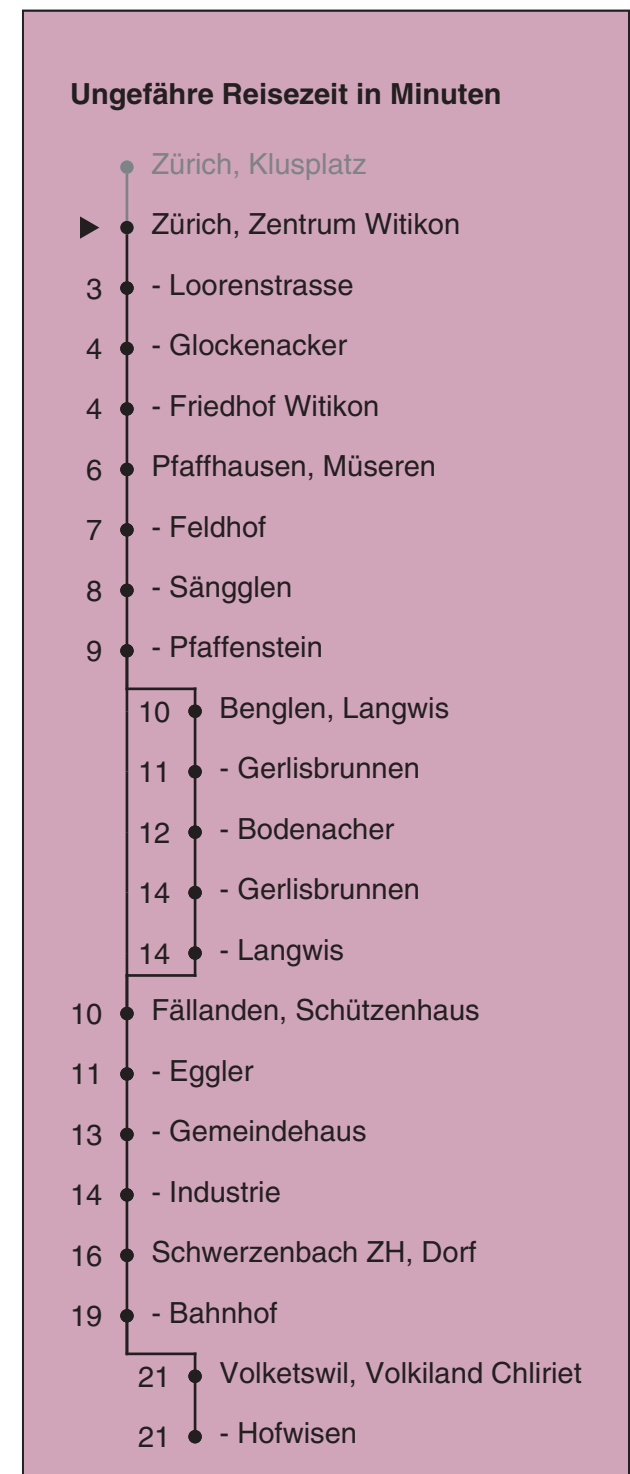 Ungefähre Reisezeit in Minuten
Zürich, Klusplatz
Zürich, Zentrum Witikon
3 - Loorenstrasse
4 - Glockenacker
4 - Friedhof Witikon
6 Pfaffhausen, Müseren
7 - Feldhof
8 - Sängglen
9 - Pfaffenstein
10 Benglen, Langwis
11 - Gerlisbrunnen
12 - Bodenacher
14 - Gerlisbrunnen
14 - Langwis
10 Fällanden, Schützenhaus
11 - Eggler
13 - Gemeindehaus
14 - Industrie
16 Schwerzenbach ZH, Dorf
19 - Bahnhof
21 Volketswil, Volkiland Chliriet
21 - Hofwisen